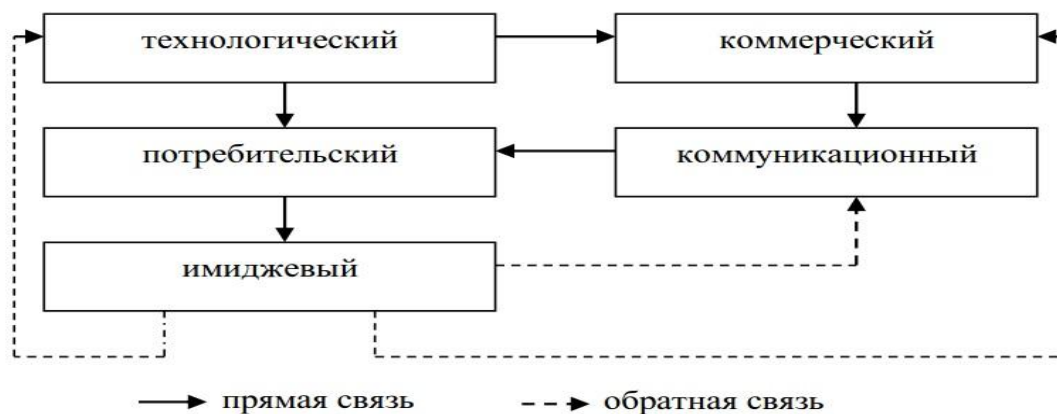 технологический
коммерческий
потребительский
коммуникационный
имиджевый
прямая связь
обратная связь